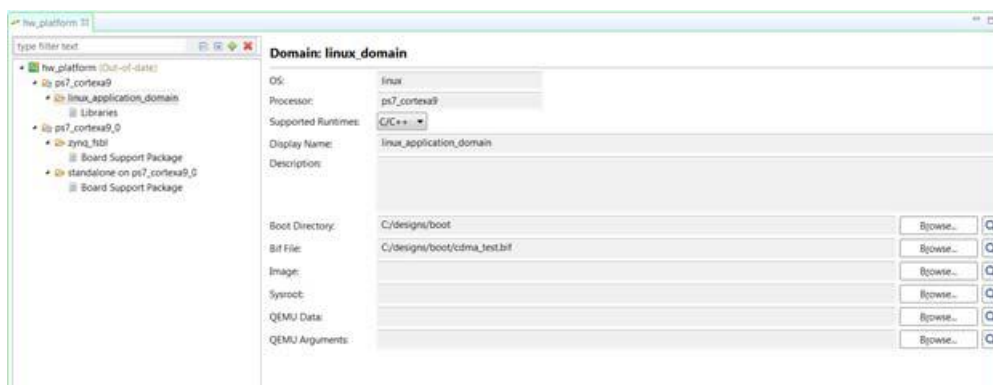 hw_platform
type filter text
hw_platform (Out-of-date)
ps7_cortexa9
linux_application_domain
Libraries
ps7_cortexa9_0
zynq_fsbl
Board Support Package
standalone on ps7_cortexa9_0
Board Support Package
Domain: linux_domain
OS: linux
Processor: ps7_cortexa9
Supported Runtimes: C/C++
Display Name: linux_application_domain
Description:
Boot Directory: C:/designs/boot Browse...
Bif File: C:/designs/boot/cdma_test.bif Browse...
Image: Browse...
Sysroot: Browse...
QEMU Data: Browse...
QEMU Arguments: Browse...